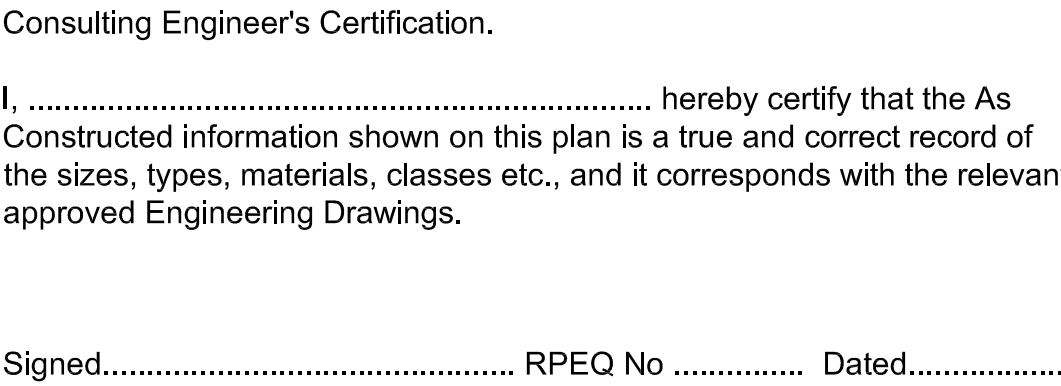 Consulting Engineer's Certification.
I, ........................................................................ hereby certify that the As
Constructed information shown on this plan is a true and correct record of
the sizes, types, materials, classes etc., and it corresponds with the relevan
approved Engineering Drawings.
Signed................................................ RPEQ No ............... Dated..................